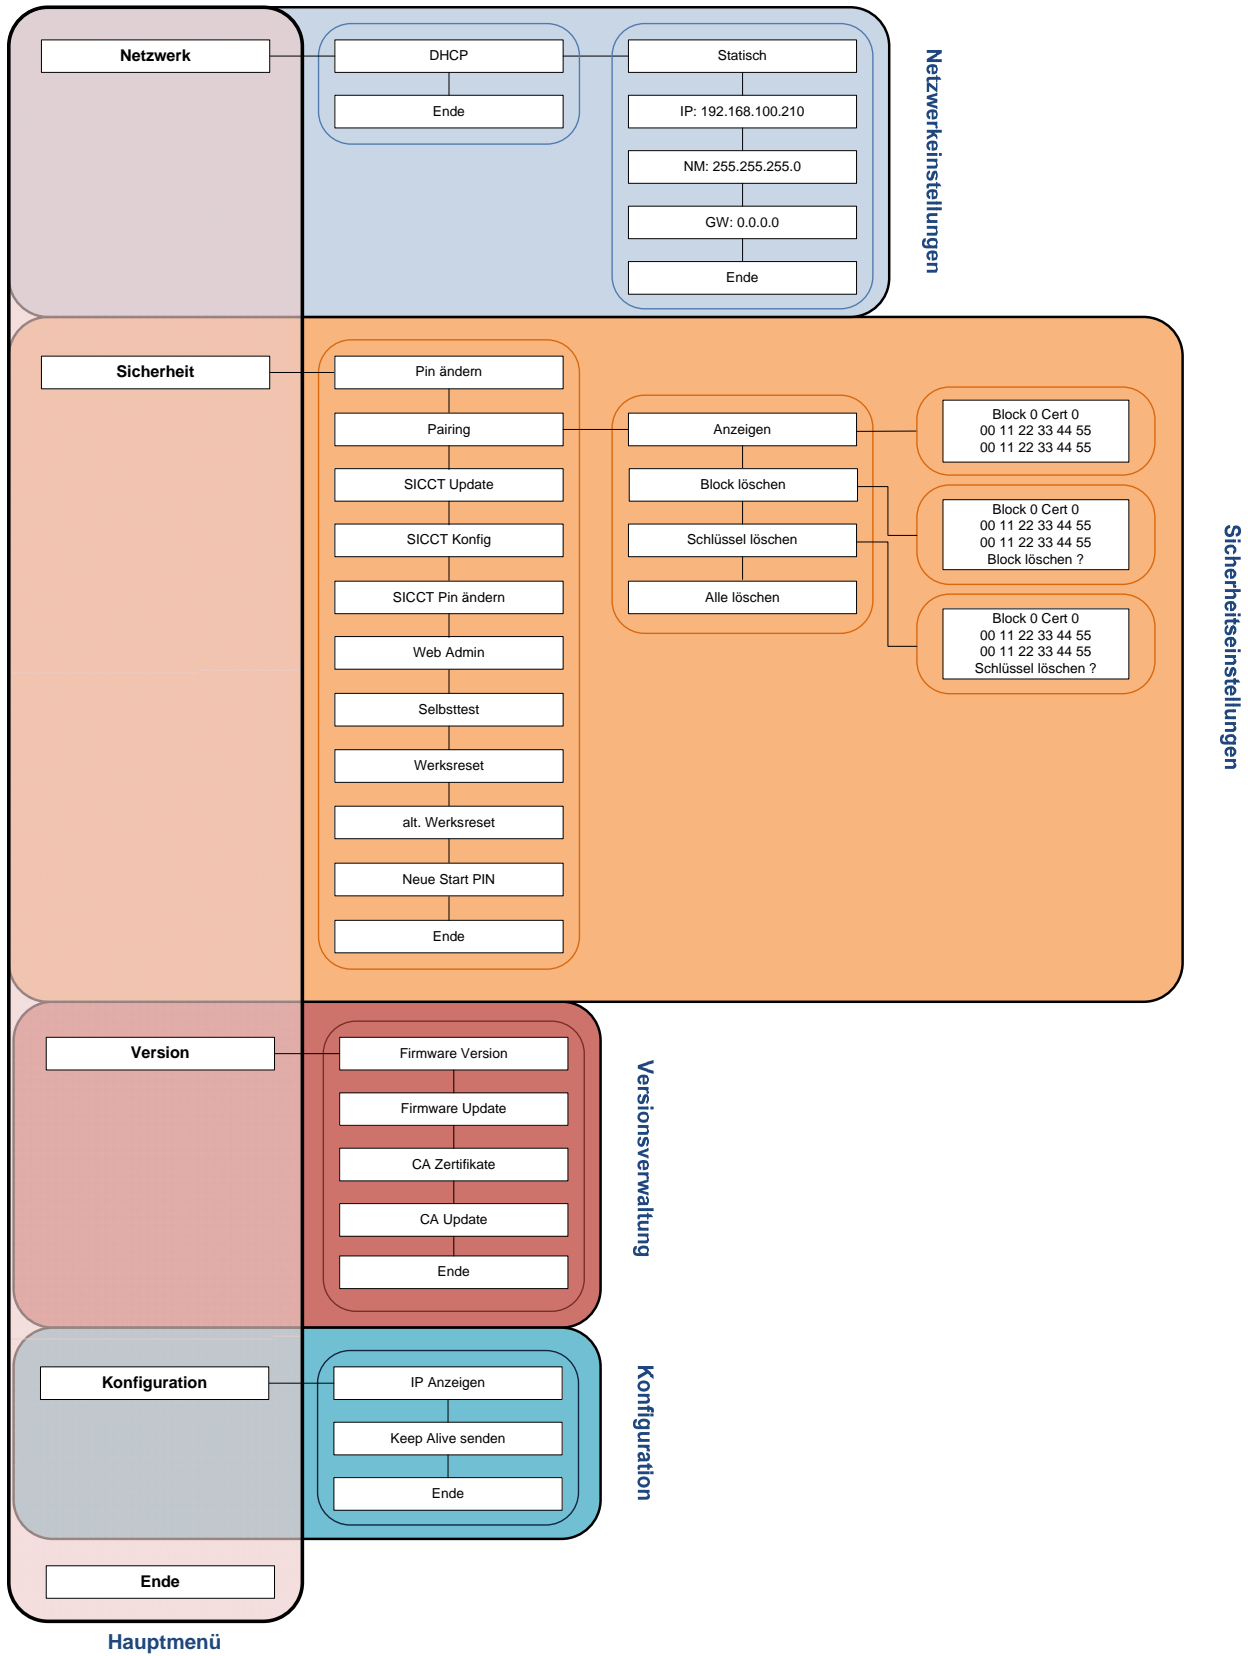 Netzwerk
DHCP
Ende
Statisch
IP: 192.168.100.210
NM: 255.255.255.0
GW: 0.0.0.0
Ende
Netzwerkeinstellungen
Sicherheit
Pin ändern
Pairing
SICCT Update
SICCT Konfig
SICCT Pin ändern
Web Admin
Selbsttest
Werksreset
alt. Werksreset
Neue Start PIN
Ende
Anzeigen
Block löschen
Schlüssel löschen
Alle löschen
Block 0 Cert 0
00 11 22 33 44 55
00 11 22 33 44 55
Block 0 Cert 0
00 11 22 33 44 55
00 11 22 33 44 55
Block löschen ?
Block 0 Cert 0
00 11 22 33 44 55
00 11 22 33 44 55
Schlüssel löschen ?
Sicherheitseinstellungen
Version
Firmware Version
Firmware Update
CA Zertifikate
CA Update
Ende
Versionsverwaltung
Konfiguration
IP Anzeigen
Keep Alive senden
Ende
Konfiguration
Ende
Hauptmenü